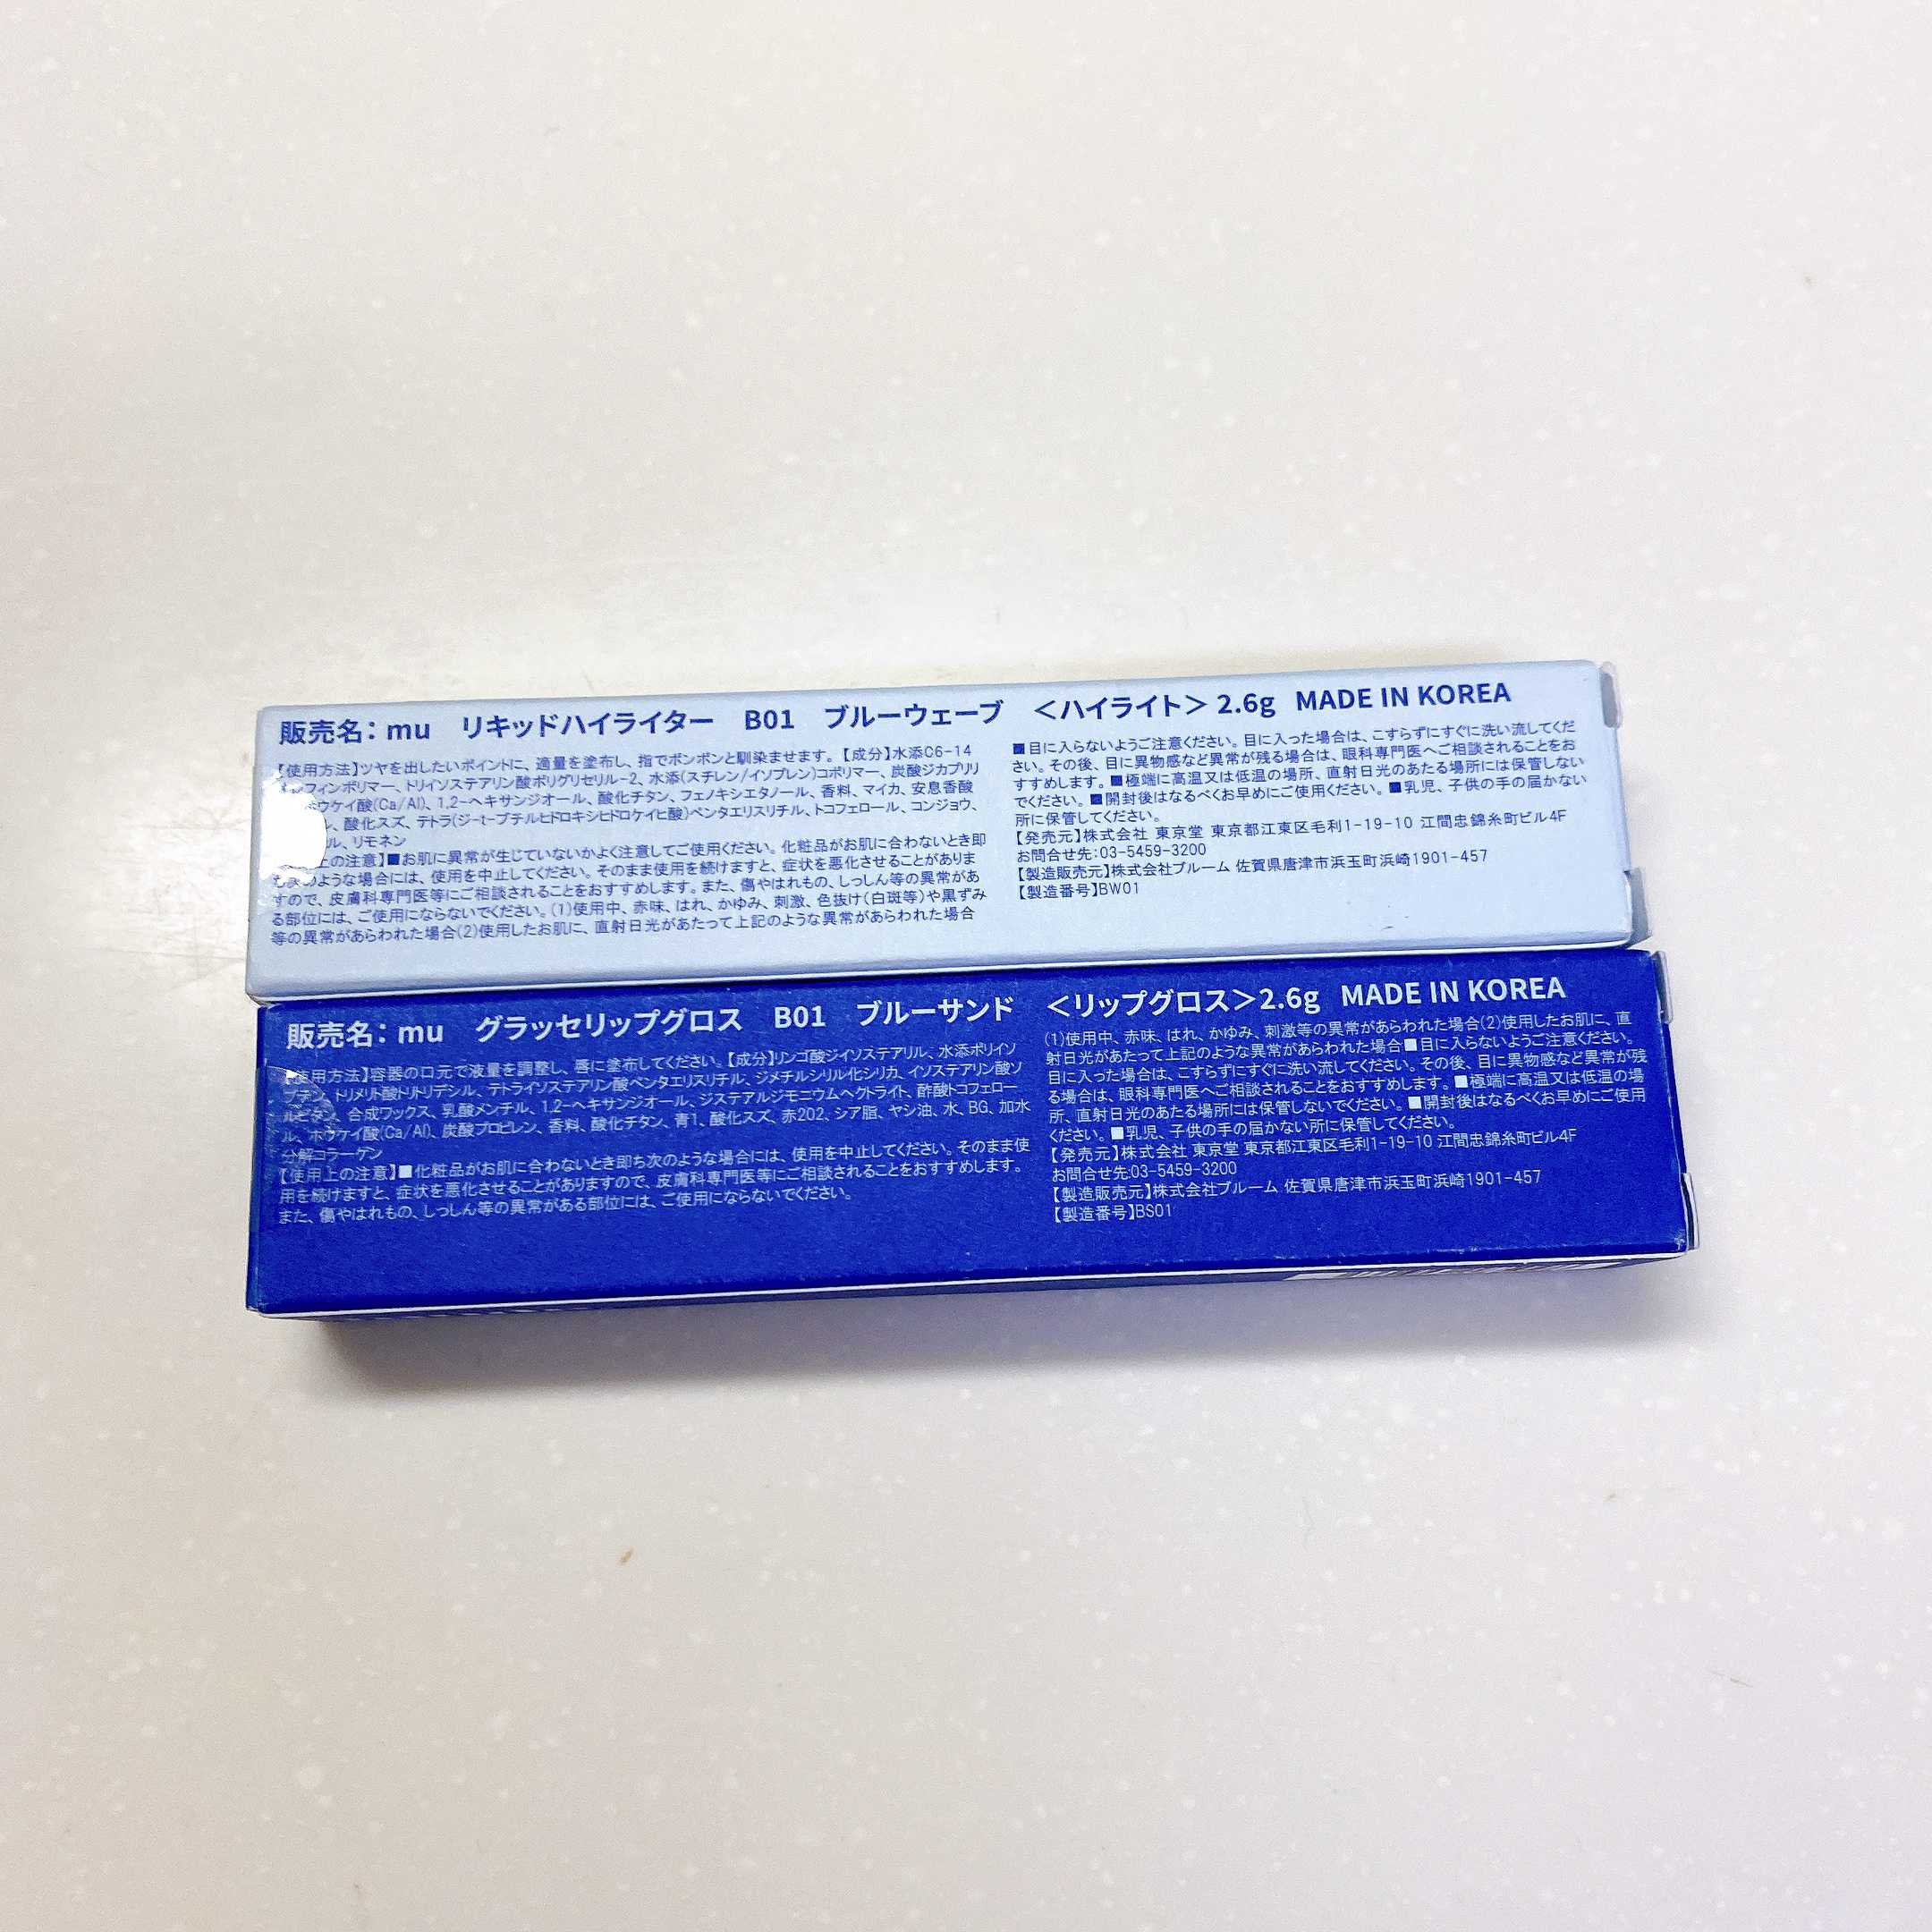 販売名：mu　リキッドハイライター　B01　ブルーウェーブ　＜ハイライト＞ 2.6g　MADE IN KOREA
【使用方法】ツヤを出したいポイントに、適量を塗布し、指でポンポンと馴染ませます。【成分】水添C6-14
フィンポリマー、トリイソステアリン酸ポリグリセリル-2、水添(スチレン/イソプレン)コポリマー、炭酸ジカプリリ
ホウケイ酸(Ca/Al)、1,2-ヘキサンジオール、酸化チタン、フェノキシエタノール、香料、マイカ、安息香酸
ル、酸化スズ、テトラ(ジ-t-ブチルヒドロキシヒドロケイヒ酸)ペンタエリスリチル、トコフェロール、コンジョウ、
ル、リモネン
上の注意】■お肌に異常が生じていないかよく注意してご使用ください。化粧品がお肌に合わないとき即
のような場合には、使用を中止してください。そのまま使用を続けますと、症状を悪化させることがありま
すので、皮膚科専門医等にご相談されることをおすすめします。また、傷やはれもの、しっしん等の異常があ
る部位には、ご使用にならないでください。(1)使用中、赤味、はれ、かゆみ、刺激、色抜け(白斑等)や黒ずみ
等の異常があらわれた場合(2)使用したお肌に、直射日光があたって上記のような異常があらわれた場合
■目に入らないようご注意ください。目に入った場合は、こすらずにすぐに洗い流してくだ
さい。その後、目に異物感など異常が残る場合は、眼科専門医へご相談されることをお
すすめします。■極端に高温又は低温の場所、直射日光のあたる場所には保管しない
でください。■開封後はなるべくお早めにご使用ください。■乳児、子供の手の届かない
所に保管してください。
【発売元】株式会社 東京堂 東京都江東区毛利1-19-10 江間忠錦糸町ビル4F
お問合せ先:03-5459-3200
【製造販売元】株式会社ブルーム 佐賀県唐津市浜玉町浜崎1901-457
【製造番号】BW01
販売名：mu　グラッセリップグロス　B01　ブルーサンド　＜リップグロス＞2.6g　MADE IN KOREA
【使用方法】容器の口元で液量を調整し、唇に塗布してください。【成分】リンゴ酸ジイソステアリル、水添ポリイソ
ブテン、トリメリト酸トリトリデシル、テトライソステアリン酸ペンタエリスリチル、ジメチルシリル化シリカ、イソステアリン酸ソ
ルビタン、合成ワックス、乳酸メンチル、1,2-ヘキサンジオール、ジステアルジモニウムヘクトライト、酢酸トコフェロー
ル、ホウケイ酸(Ca/Al)、炭酸プロピレン、香料、酸化チタン、青1、酸化スズ、赤202、シア脂、ヤシ油、水、BG、加水
分解コラーゲン
【使用上の注意】■化粧品がお肌に合わないとき即ち次のような場合には、使用を中止してください。そのまま使
用を続けますと、症状を悪化させることがありますので、皮膚科専門医等にご相談されることをおすすめします。
また、傷やはれもの、しっしん等の異常がある部位には、ご使用にならないでください。
(1)使用中、赤味、はれ、かゆみ、刺激等の異常があらわれた場合(2)使用したお肌に、直
射日光があたって上記のような異常があらわれた場合■目に入らないようご注意ください。
目に入った場合は、こすらずにすぐに洗い流してください。その後、目に異物感など異常が残
る場合は、眼科専門医へご相談されることをおすすめします。■極端に高温又は低温の場
所、直射日光のあたる場所には保管しないでください。■開封後はなるべくお早めにご使用
ください。■乳児、子供の手の届かない所に保管してください。
【発売元】株式会社 東京堂 東京都江東区毛利1-19-10 江間忠錦糸町ビル4F
お問合せ先:03-5459-3200
【製造販売元】株式会社ブルーム 佐賀県唐津市浜玉町浜崎1901-457
【製造番号】BS01